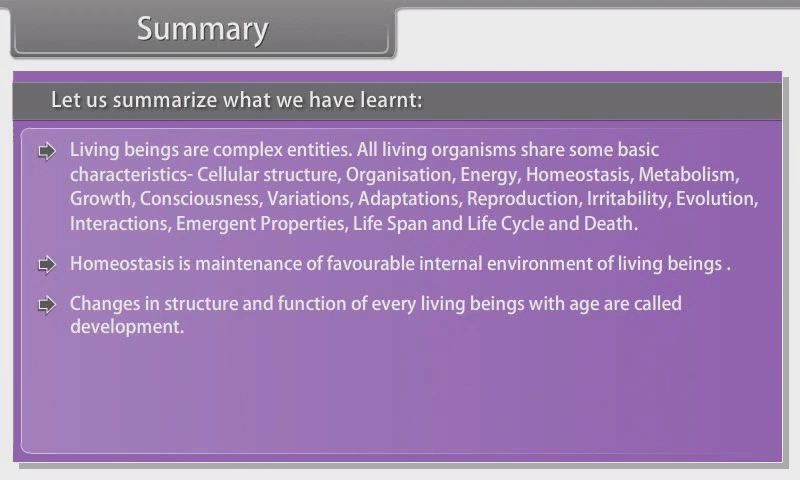 Summary
Let us summarize what we have learnt:
Living beings are complex entities. All living organisms share some basic
characteristics- Cellular structure, Organisation, Energy, Homeostasis, Metabolism,
Growth, Consciousness, Variations, Adaptations, Reproduction, Irritability, Evolution,
Interactions, Emergent Properties, Life Span and Life Cycle and Death.
Homeostasis is maintenance of favourable internal environment of living beings .
Changes in structure and function of every living beings with age are called
development.